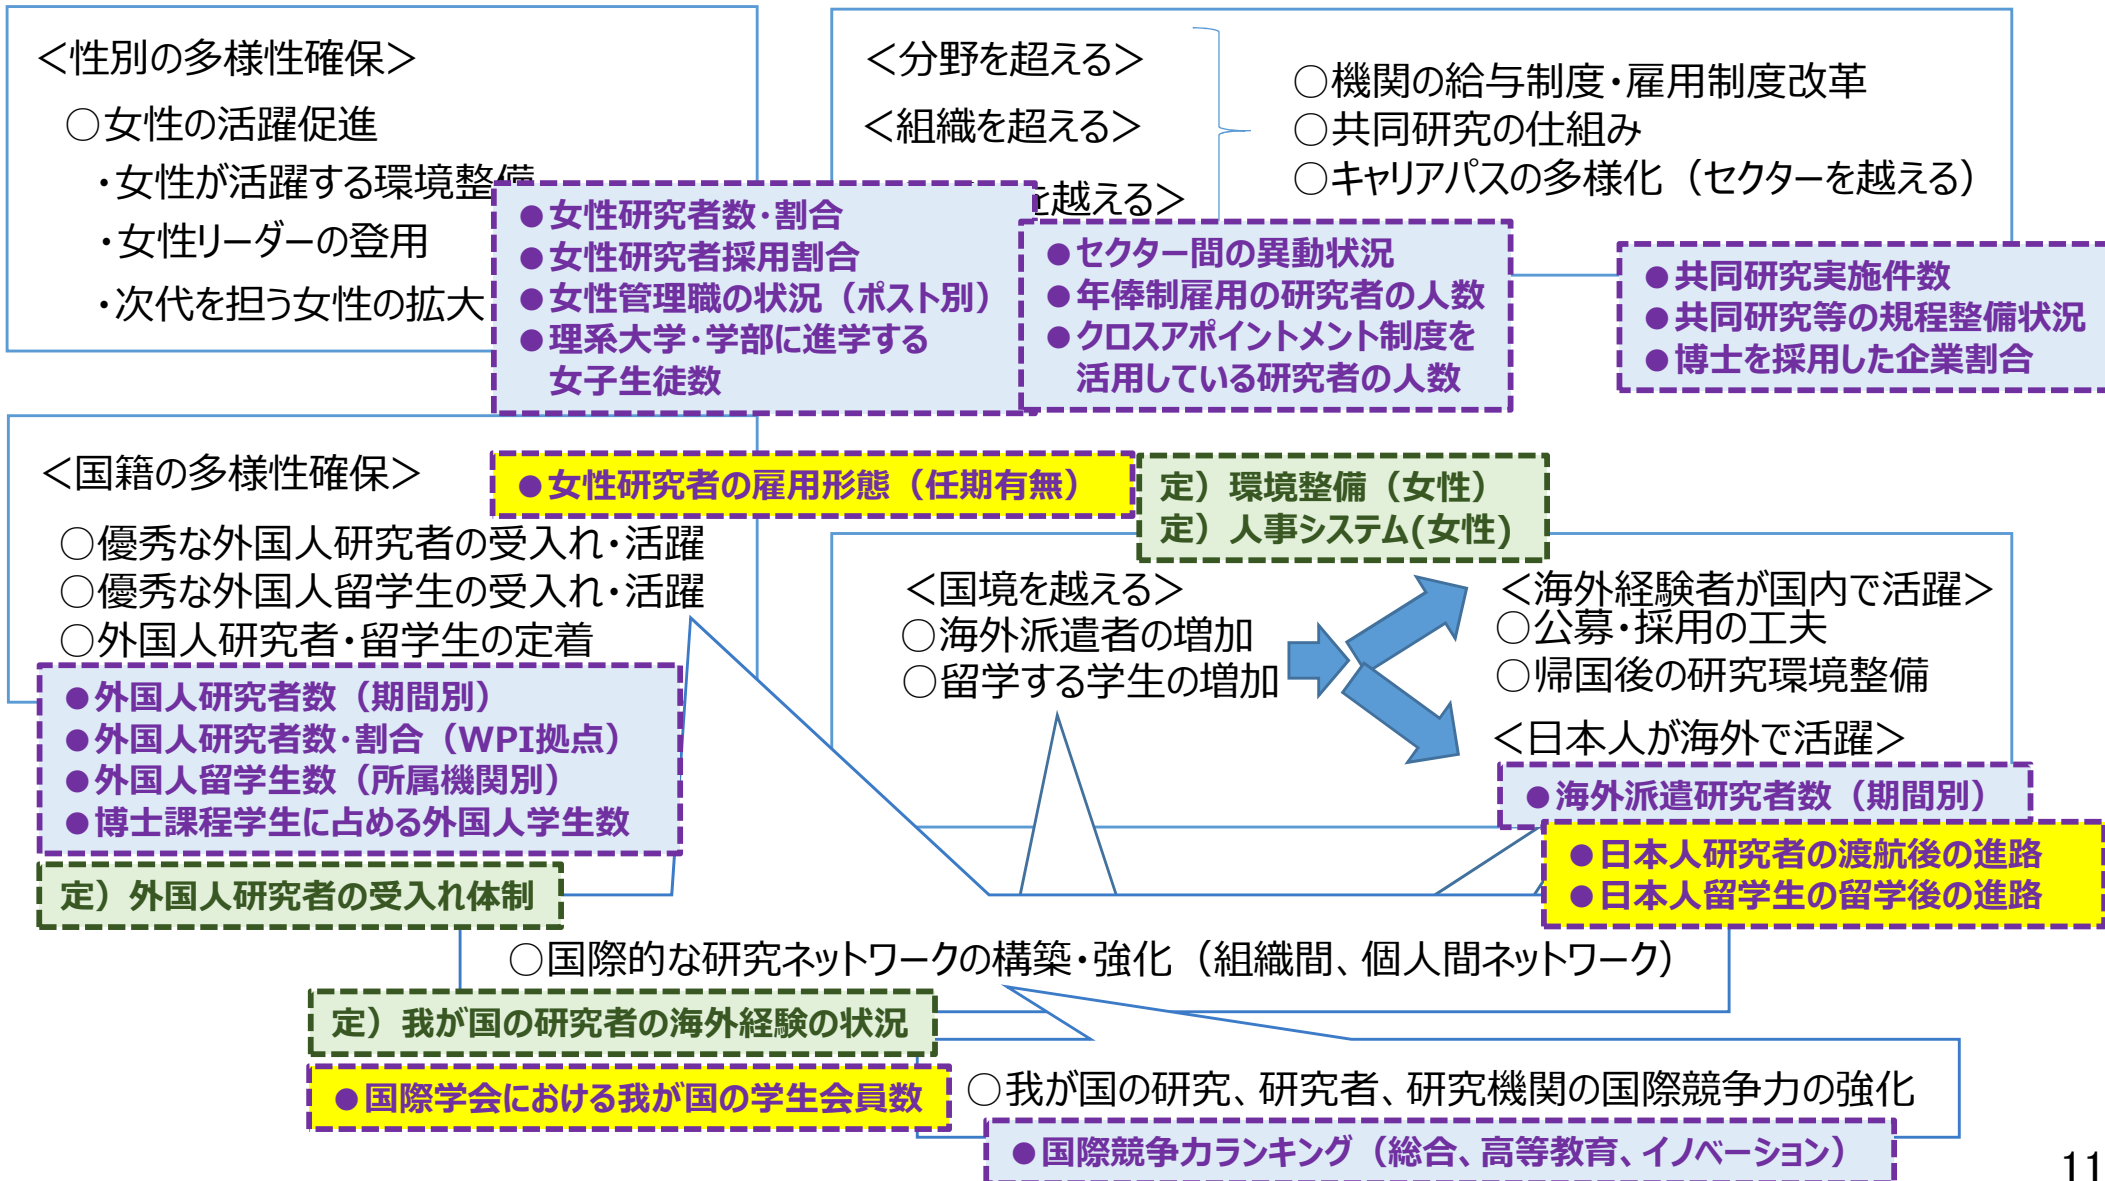 ＜性別の多様性確保＞
○女性の活躍促進
・女性が活躍する環境整備
・女性リーダーの登用
・次代を担う女性の拡大
●女性研究者数･割合
●女性研究者採用割合
●女性管理職の状況（ポスト別）
●理系大学･学部に進学する
女子生徒数
＜分野を超える＞
＜組織を超える＞
を越える＞
○機関の給与制度･雇用制度改革
○共同研究の仕組み
○キャリアパスの多様化（セクターを越える）
●セクター間の異動状況
●年俸制雇用の研究者の人数
●クロスアポイントメント制度を
活用している研究者の人数
●共同研究実施件数
●共同研究等の規程整備状況
●博士を採用した企業割合
＜国籍の多様性確保＞
○優秀な外国人研究者の受入れ･活躍
○優秀な外国人留学生の受入れ･活躍
○外国人研究者･留学生の定着
●女性研究者の雇用形態（任期有無）
定）環境整備（女性）
定）人事システム(女性)
●外国人研究者数（期間別）
●外国人研究者数･割合（WPI拠点）
●外国人留学生数（所属機関別）
●博士課程学生に占める外国人学生数
定）外国人研究者の受入れ体制
＜国境を越える＞
○海外派遣者の増加
○留学する学生の増加
＜海外経験者が国内で活躍＞
○公募･採用の工夫
○帰国後の研究環境整備
＜日本人が海外で活躍＞
●海外派遣研究者数（期間別）
●日本人研究者の渡航後の進路
●日本人留学生の留学後の進路
○国際的な研究ネットワークの構築･強化（組織間、個人間ネットワーク）
定）我が国の研究者の海外経験の状況
●国際学会における我が国の学生会員数
○我が国の研究、研究者、研究機関の国際競争力の強化
●国際競争力ランキング（総合、高等教育、イノベーション）
11